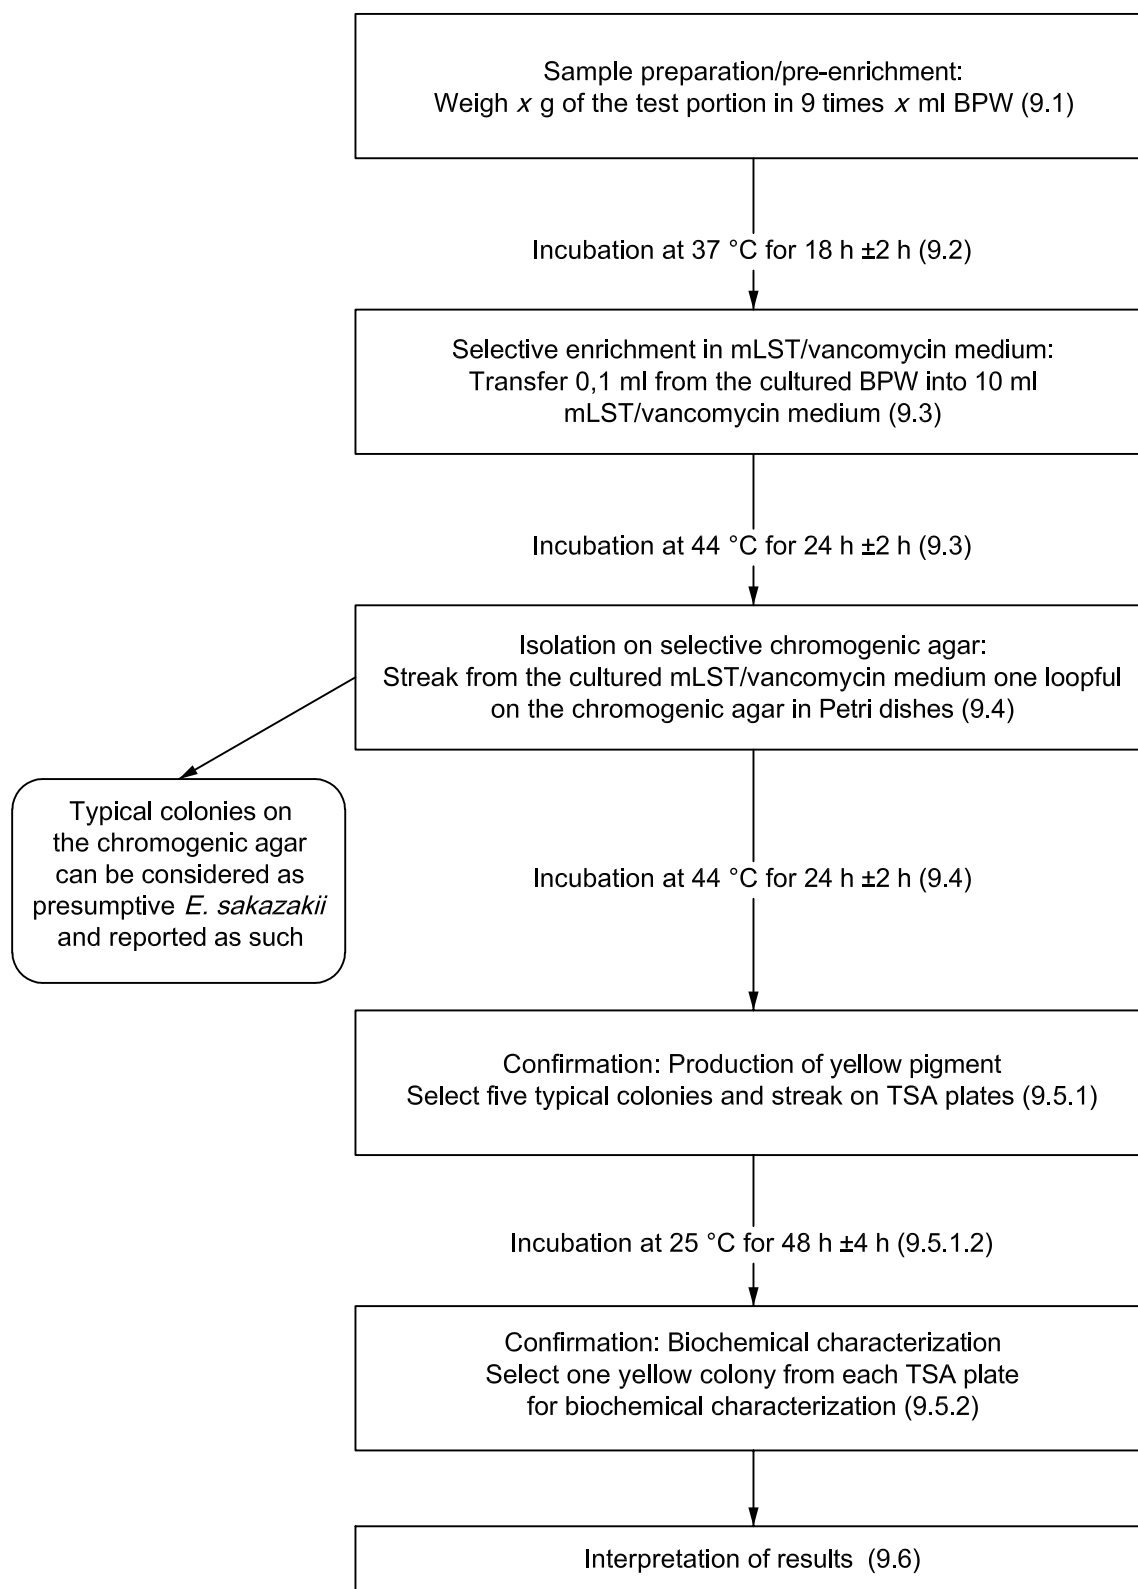 Sample preparation/pre-enrichment:
Weigh x g of the test portion in 9 times x ml BPW (9.1)
Incubation at 37 °C for 18 h ±2 h (9.2)
Selective enrichment in mLST/vancomycin medium:
Transfer 0,1 ml from the cultured BPW into 10 ml
mLST/vancomycin medium (9.3)
Incubation at 44 °C for 24 h ±2 h (9.3)
Isolation on selective chromogenic agar:
Streak from the cultured mLST/vancomycin medium one loopful
on the chromogenic agar in Petri dishes (9.4)
Typical colonies on
the chromogenic agar
can be considered as
presumptive E. sakazakii
and reported as such
Incubation at 44 °C for 24 h ±2 h (9.4)
Confirmation: Production of yellow pigment
Select five typical colonies and streak on TSA plates (9.5.1)
Incubation at 25 °C for 48 h ±4 h (9.5.1.2)
Confirmation: Biochemical characterization
Select one yellow colony from each TSA plate
for biochemical characterization (9.5.2)
Interpretation of results (9.6)